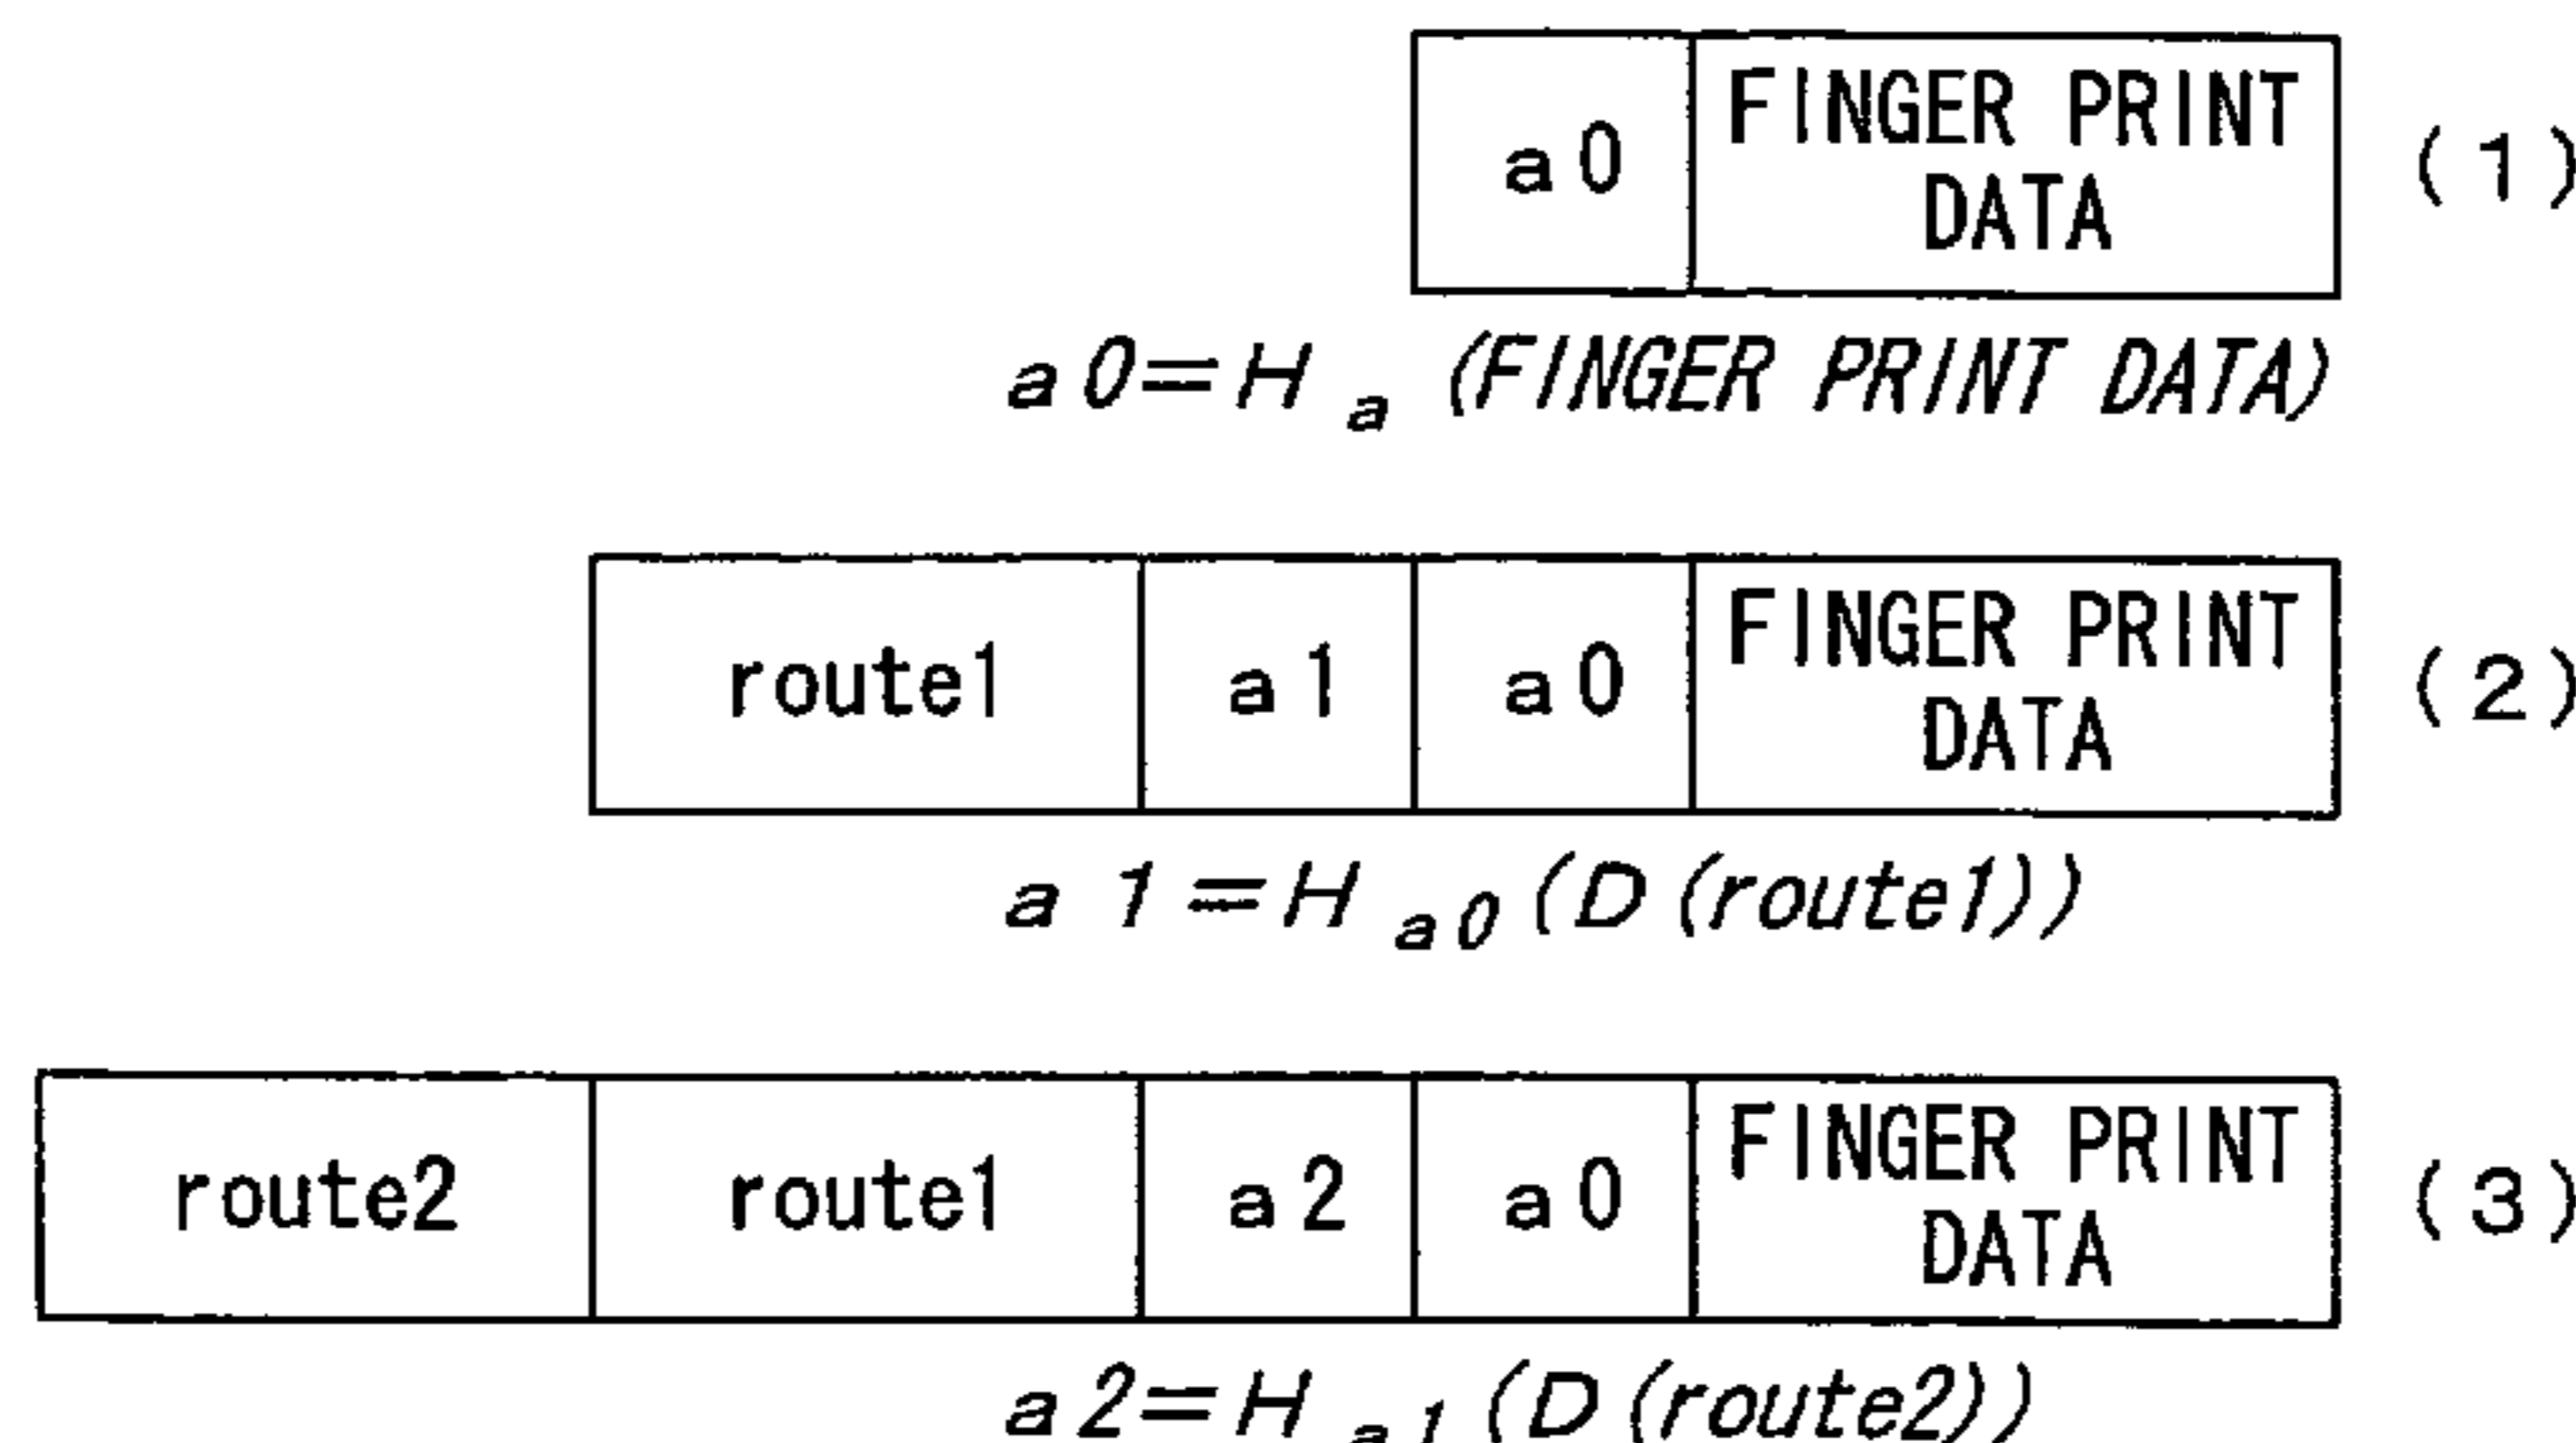 a0 FINGER PRINT DATA (1)
a0=H a (FINGER PRINT DATA)
route1 a1 a0 FINGER PRINT DATA (2)
a1=H a0 (D(route1))
route2 route1 a2 a0 FINGER PRINT DATA (3)
a2=H a1 (D(route2))